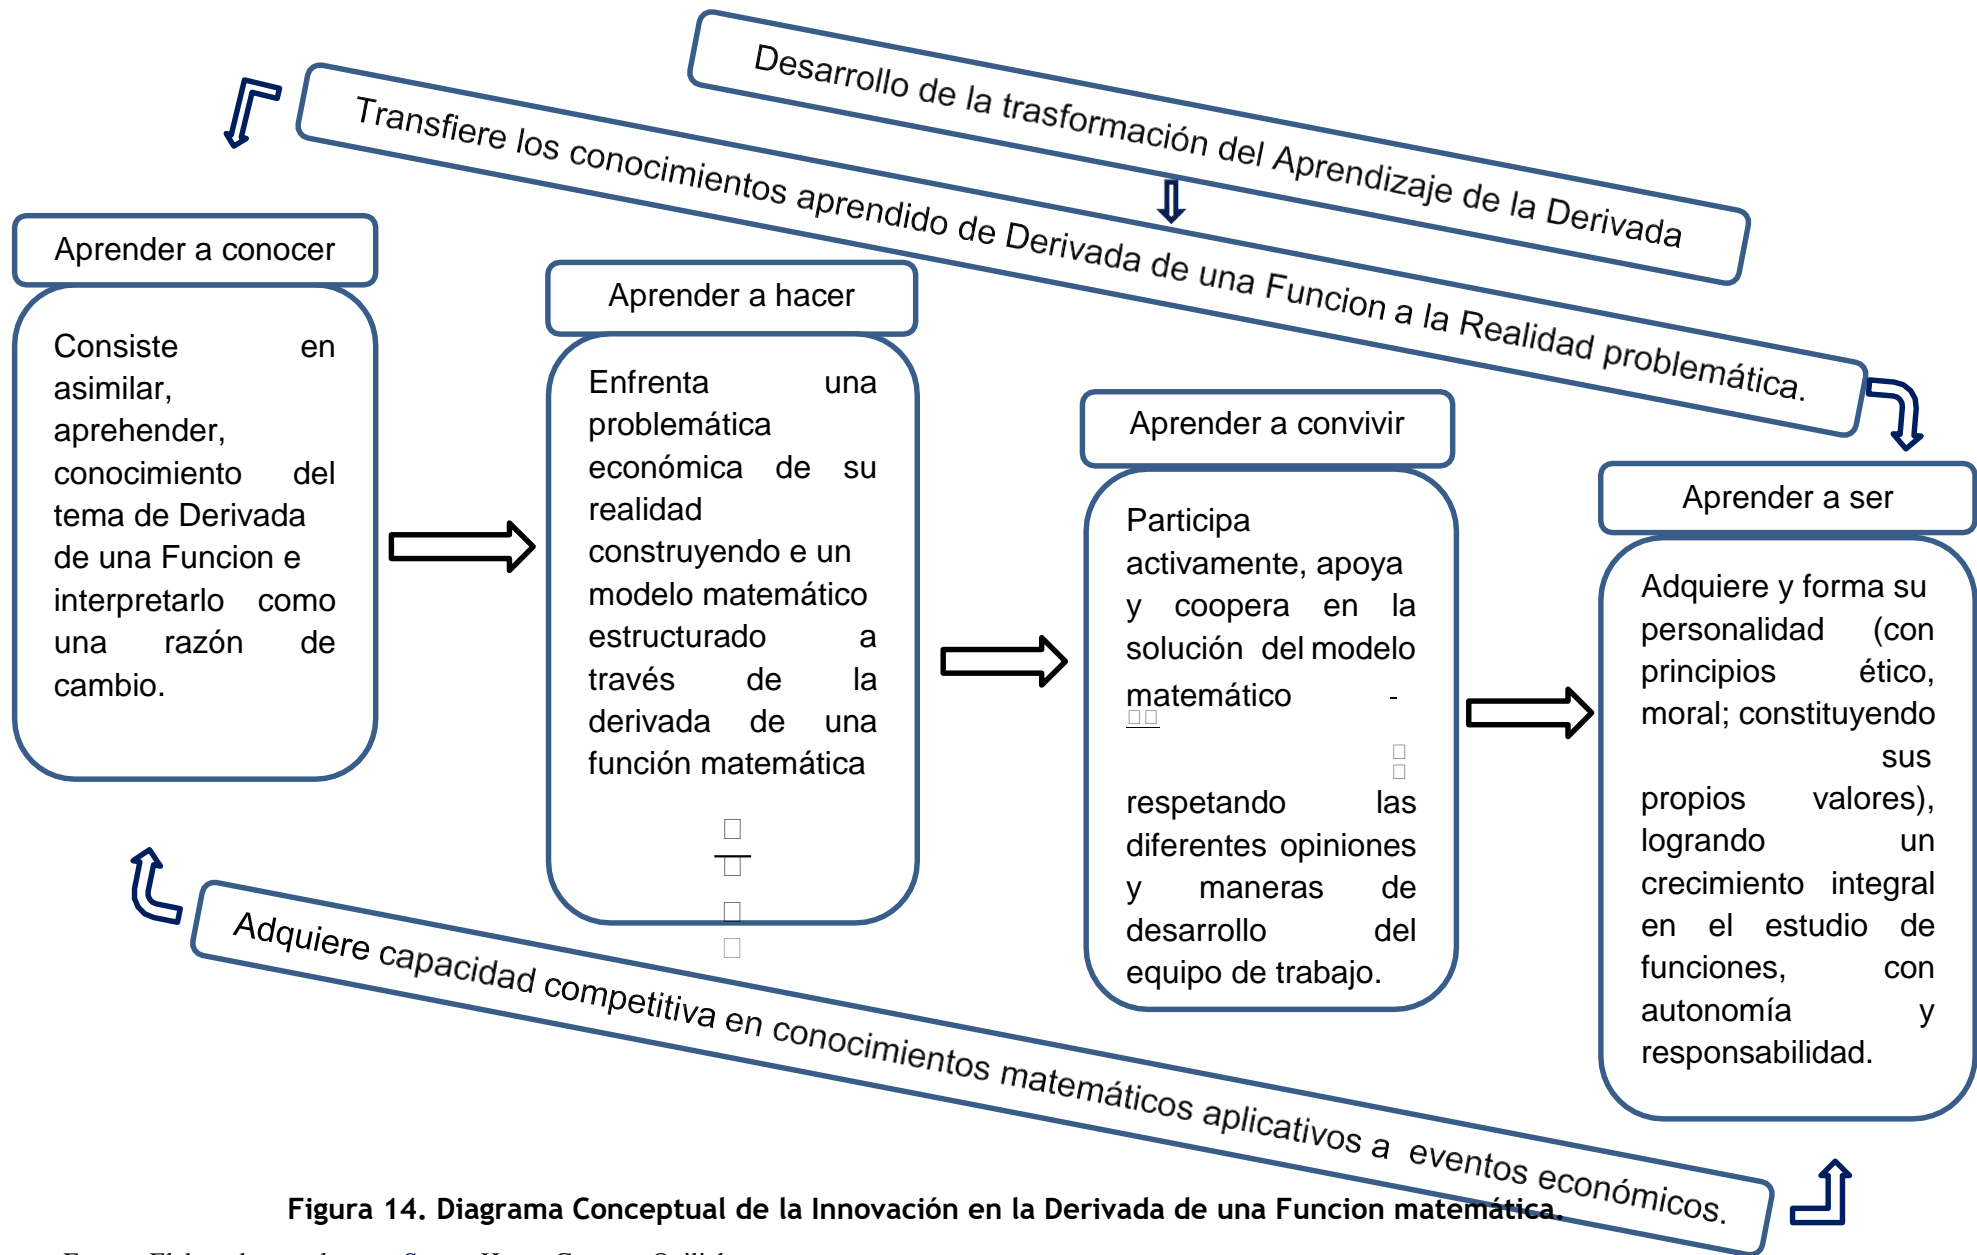 Desarrollo de la trasformación del Aprendizaje de la Derivada
Transfiere los conocimientos aprendido de Derivada de una Funcion a la Realidad problemática.
Aprender a conocer
Consiste en
asimilar,
aprehender,
conocimiento del
tema de Derivada
de una Funcion e
interpretarlo como
una razón de
cambio.
Aprender a hacer
Enfrenta una
problemática
económica de su
realidad
construyendo e un
modelo matemático
estructurado a
través de la
derivada de una
función matemática
Aprender a convivir
Participa
activamente, apoya
y coopera en la
solución del modelo
matemático -
respetando las
diferentes opiniones
y maneras de
desarrollo del
equipo de trabajo.
Aprender a ser
Adquiere y forma su
personalidad (con
principios ético,
moral; constituyendo
sus
propios valores),
logrando un
crecimiento integral
en el estudio de
funciones, con
autonomía y
responsabilidad.
Adquiere capacidad competitiva en conocimientos matemáticos aplicativos a eventos económicos.
Figura 14. Diagrama Conceptual de la Innovación en la Derivada de una Funcion matemática.